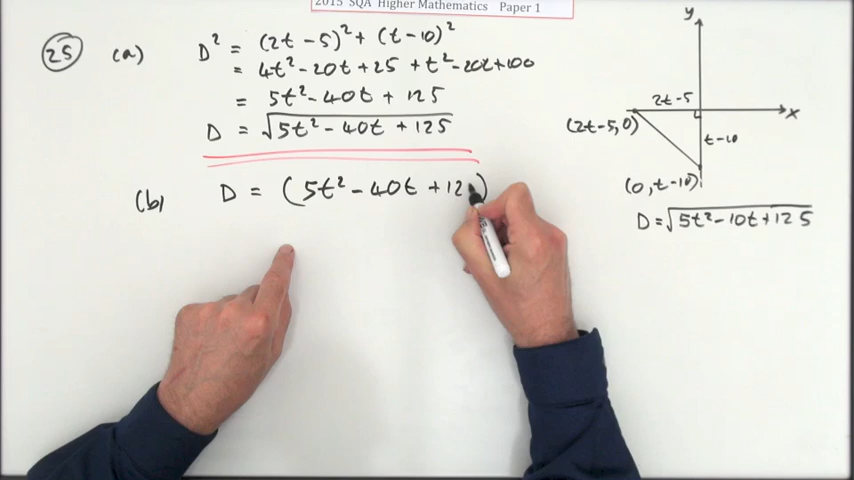 2015 SQA Higher Mathematics Paper 1
25 (a) D² = (2t - 5)² + (t - 10)²
= 4t² - 20t + 25 + t² - 20t + 100
= 5t² - 40t + 125
D = √5t² - 40t + 125
(b) D = (5t² - 40t + 12 )
y
2t - 5
x
(2t - 5, 0)
t - 10
(0, t - 10)
D = √5t² - 10t + 125